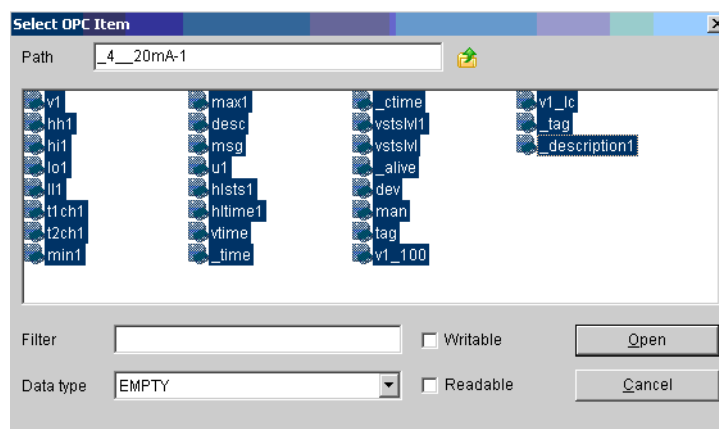 Select OPC Item
Path _4__20mA-1
v1 max1 _ctime v1_lc
hh1 desc vstslvl1 _tag
hi1 msg vstslvl _description1
lo1 u1 _alive
ll1 hlsts1 dev
t1ch1 hltime1 man
t2ch1 vtime tag
min1 _time v1_100
Filter Writable Open
Data type EMPTY Readable Cancel